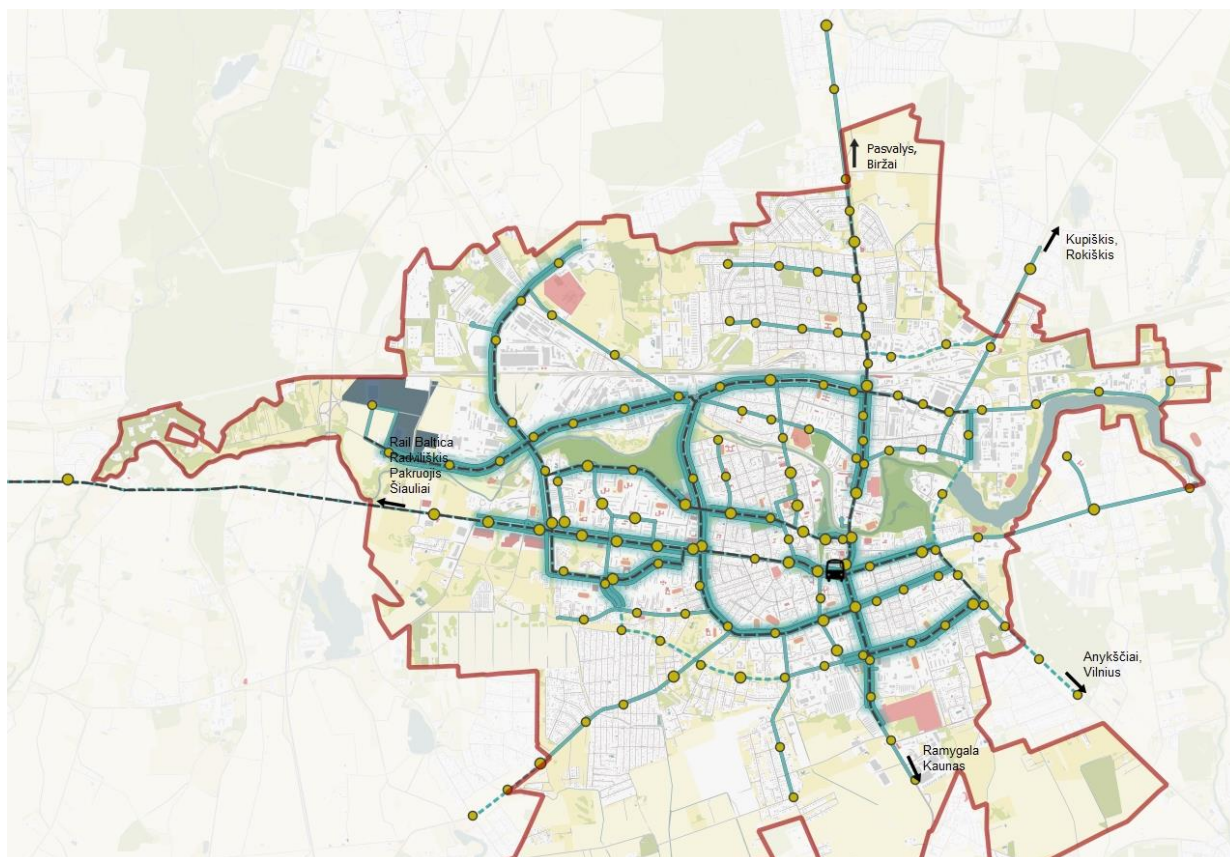 Pasvalys,
Biržai
Kupiškis,
Rokiškis
Rail Baltica
Radviliškis
Pakruojis
Šiauliai
Anykščiai,
Vilnius
Ramygala
Kaunas